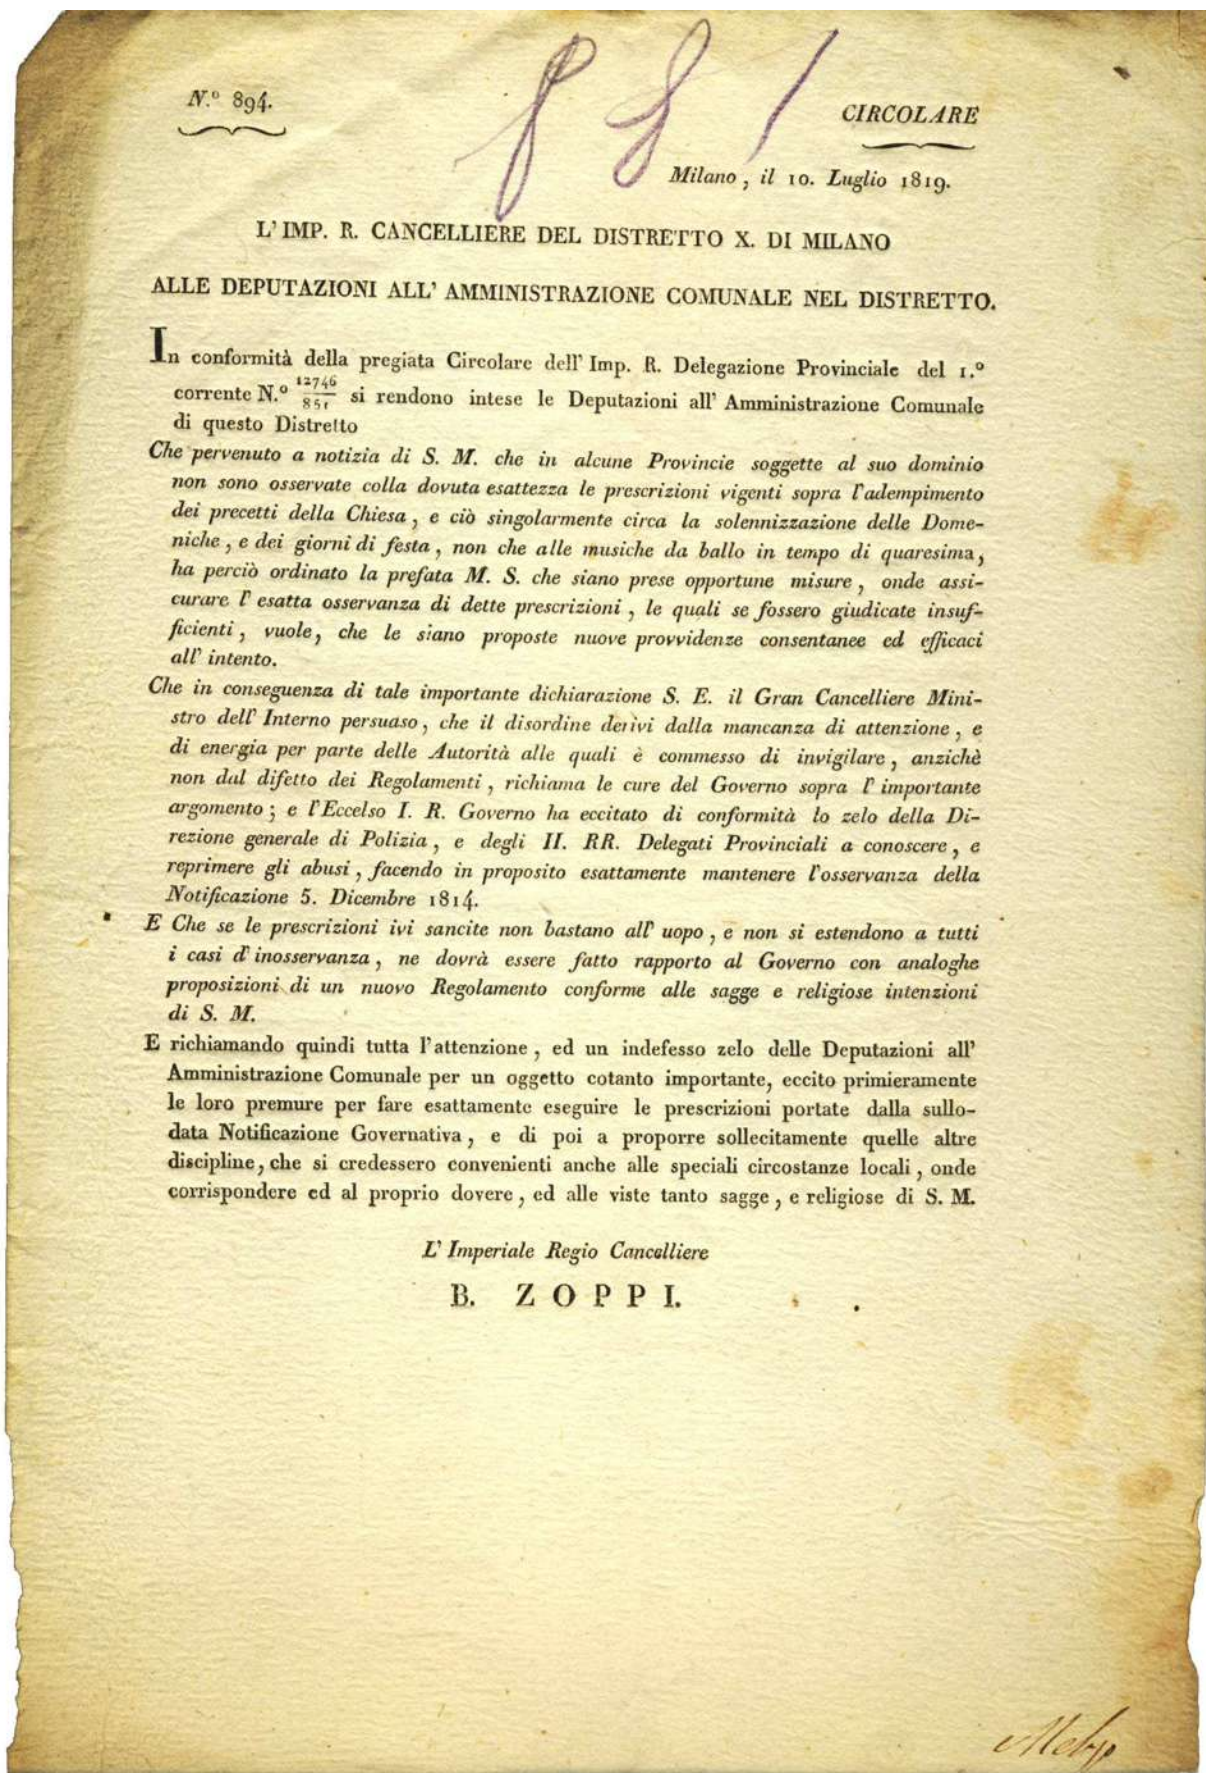 N.º 894.
CIRCOLARE
Milano, il 10. Luglio 1819.
L' IMP. R. CANCELLIERE DEL DISTRETTO X. DI MILANO
ALLE DEPUTAZIONI ALL' AMMINISTRAZIONE COMUNALE NEL DISTRETTO.
In conformità della pregiata Circolare dell' Imp. R. Delegazione Provinciale del 1.º
corrente N.º 12746/851 si rendono intese le Deputazioni all' Amministrazione Comunale
di questo Distretto
Che pervenuto a notizia di S. M. che in alcune Provincie soggette al suo dominio
non sono osservate colla dovuta esattezza le prescrizioni vigenti sopra l'adempimento
dei precetti della Chiesa, e ciò singolarmente circa la solennizzazione delle Dome-
niche, e dei giorni di festa, non che alle musiche da ballo in tempo di quaresima,
ha perciò ordinato la prefata M. S. che siano prese opportune misure, onde assi-
curare l' esatta osservanza di dette prescrizioni, le quali se fossero giudicate insuf-
ficienti, vuole, che le siano proposte nuove provvidenze consentanee ed efficaci
all' intento.
Che in conseguenza di tale importante dichiarazione S. E. il Gran Cancelliere Mini-
stro dell' Interno persuaso, che il disordine derivi dalla mancanza di attenzione, e
di energia per parte delle Autorità alle quali è commesso di invigilare, anzichè
non dal difetto dei Regolamenti, richiama le cure del Governo sopra l' importante
argomento; e l'Eccelso I. R. Governo ha eccitato di conformità lo zelo della Di-
rezione generale di Polizia, e degli II. RR. Delegati Provinciali a conoscere, e
reprimere gli abusi, facendo in proposito esattamente mantenere l'osservanza della
Notificazione 5. Dicembre 1814.
E Che se le prescrizioni ivi sancite non bastano all' uopo, e non si estendono a tutti
i casi d'inosservanza, ne dovrà essere fatto rapporto al Governo con analoghe
proposizioni di un nuovo Regolamento conforme alle sagge e religiose intenzioni
di S. M.
E richiamando quindi tutta l'attenzione, ed un indefesso zelo delle Deputazioni all'
Amministrazione Comunale per un oggetto cotanto importante, eccito primieramente
le loro premure per fare esattamente eseguire le prescrizioni portate dalla sullo-
data Notificazione Governativa, e di poi a proporre sollecitamente quelle altre
discipline, che si credessero convenienti anche alle speciali circostanze locali, onde
corrispondere ed al proprio dovere, ed alle viste tanto sagge, e religiose di S. M.
L' Imperiale Regio Cancelliere
B. ZOPPI.